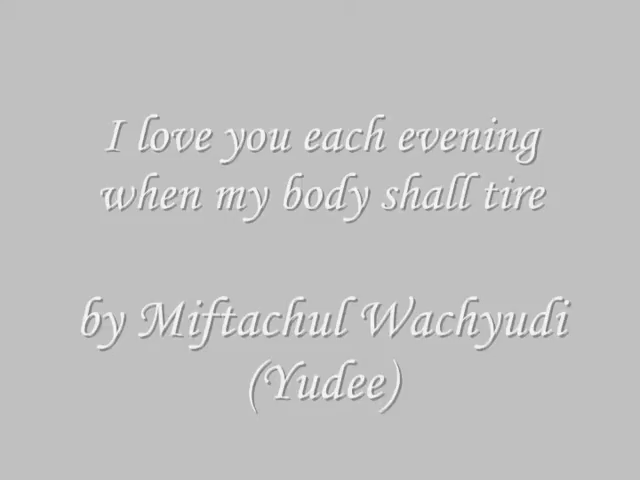 I love you each evening
when my body shall tire
by Miftachul Wachyudi
(Yudee)